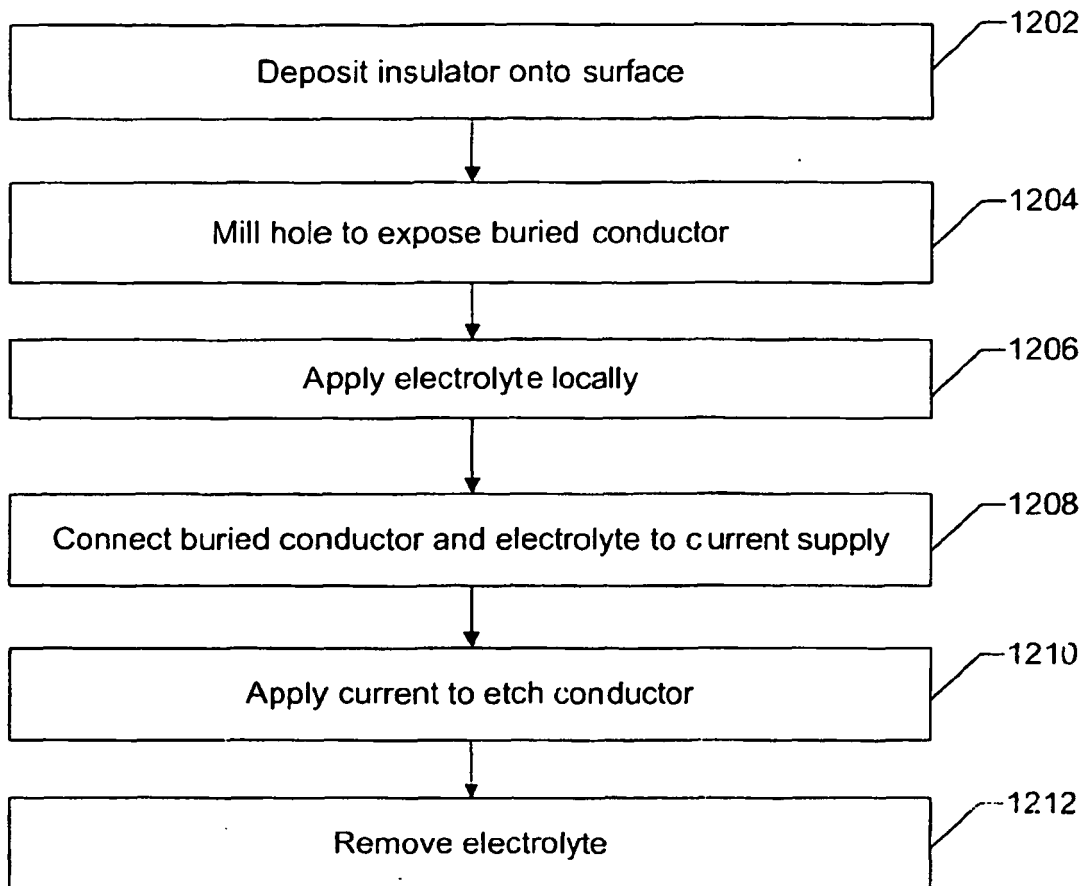 1202
Deposit insulator onto surface
1204
Mill hole to expose buried conductor
1206
Apply electrolyte locally
1208
Connect buried conductor and electrolyte to current supply
1210
Apply current to etch conductor
1212
Remove electrolyte